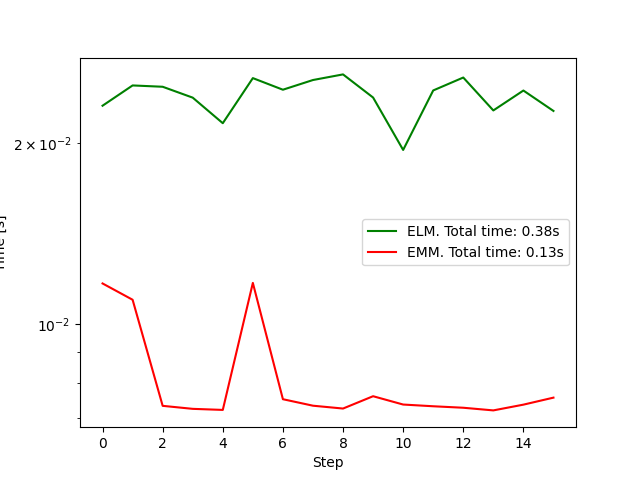 2 × 10⁻²
10⁻²
ELM. Total time: 0.38s
EMM. Total time: 0.13s
0 2 4 6 8 10 12 14
Step
Time [s]